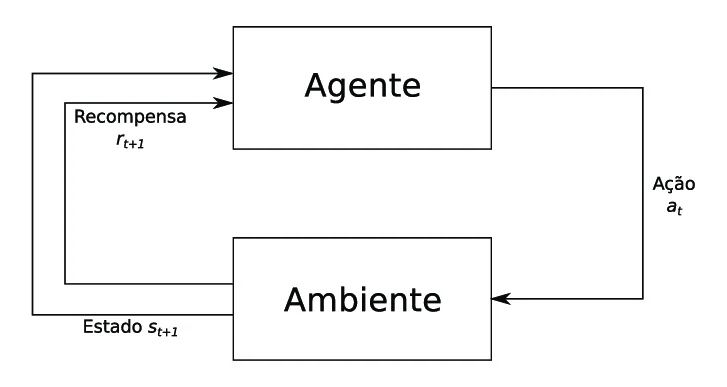 Agente
Recompensa
r_{t+1}
Ação
a_t
Ambiente
Estado s_{t+1}